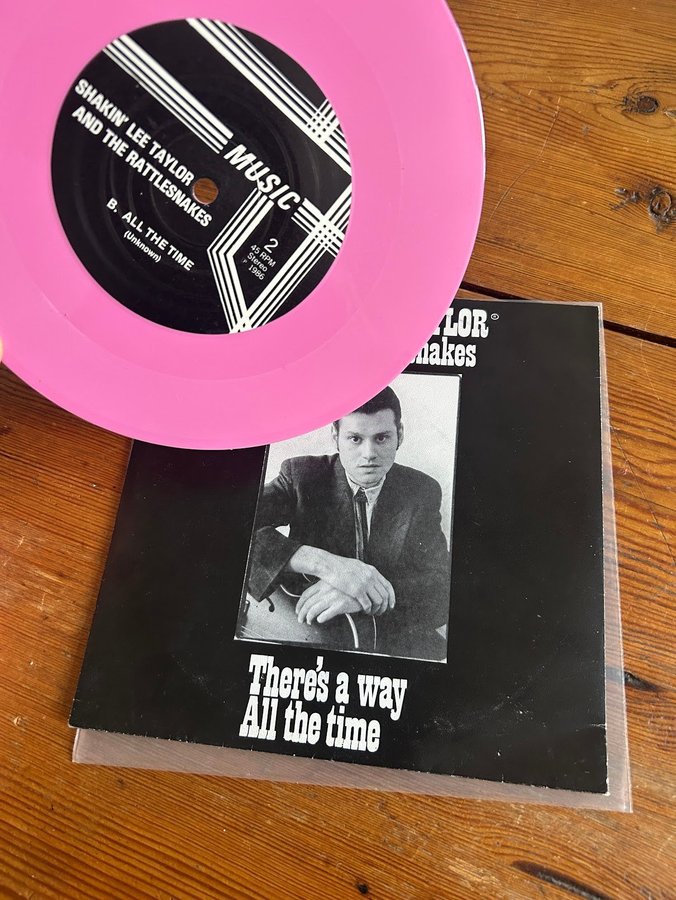 SHAKIN' LEE TAYLOR
AND THE RATTLESNAKES
B. ALL THE TIME
(Unknown)
MUSIC
2
45 RPM
Stereo
℗ 1986
YLOR®
nakes
There's a way
All the time